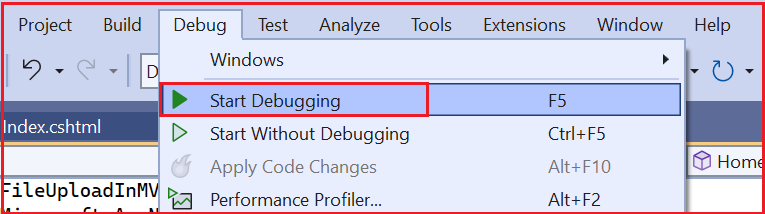 Project Build Debug Test Analyze Tools Extensions Window Help
Windows
Start Debugging F5
Index.cshtml
Start Without Debugging Ctrl+F5
Apply Code Changes Alt+F10
Home
FileUploadInMV
Performance Profiler... Alt+F2